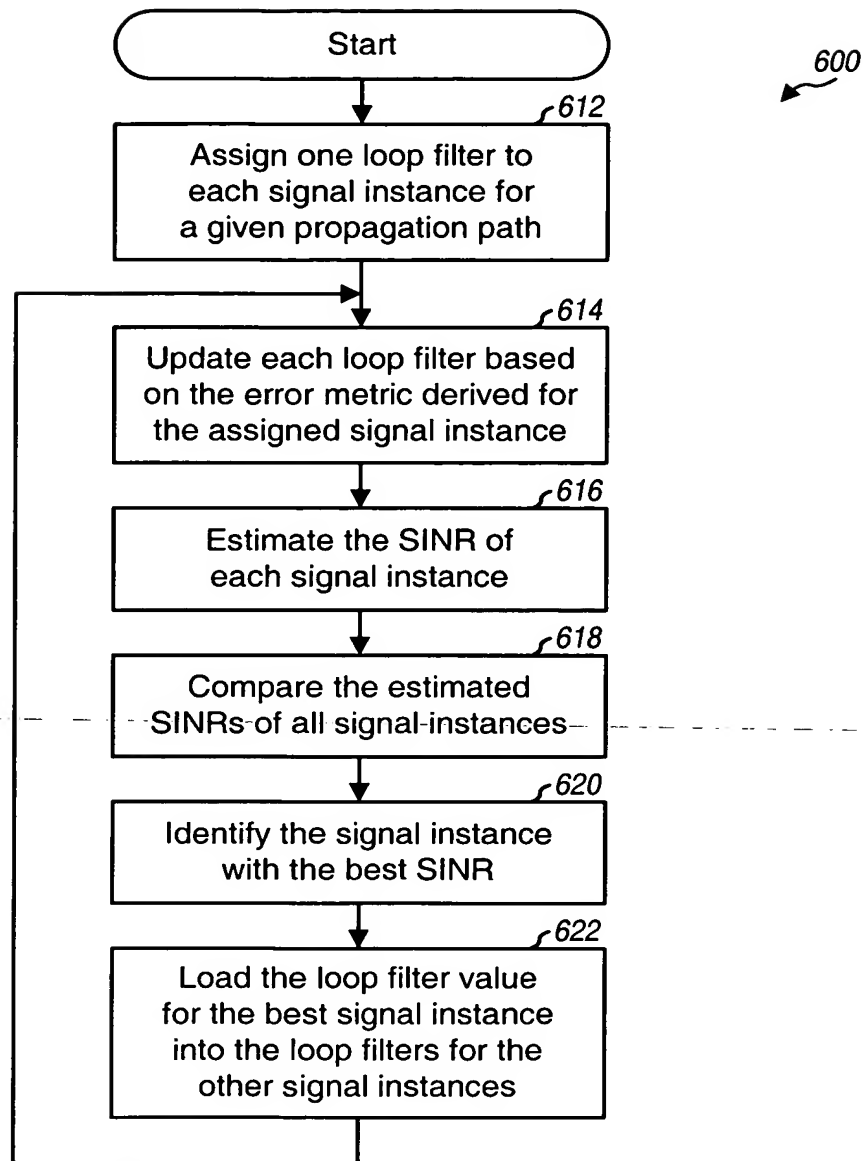 Start
600
612
Assign one loop filter to
each signal instance for
a given propagation path
614
Update each loop filter based
on the error metric derived for
the assigned signal instance
616
Estimate the SINR of
each signal instance
618
Compare the estimated
SINRs of all signal instances
620
Identify the signal instance
with the best SINR
622
Load the loop filter value
for the best signal instance
into the loop filters for the
other signal instances